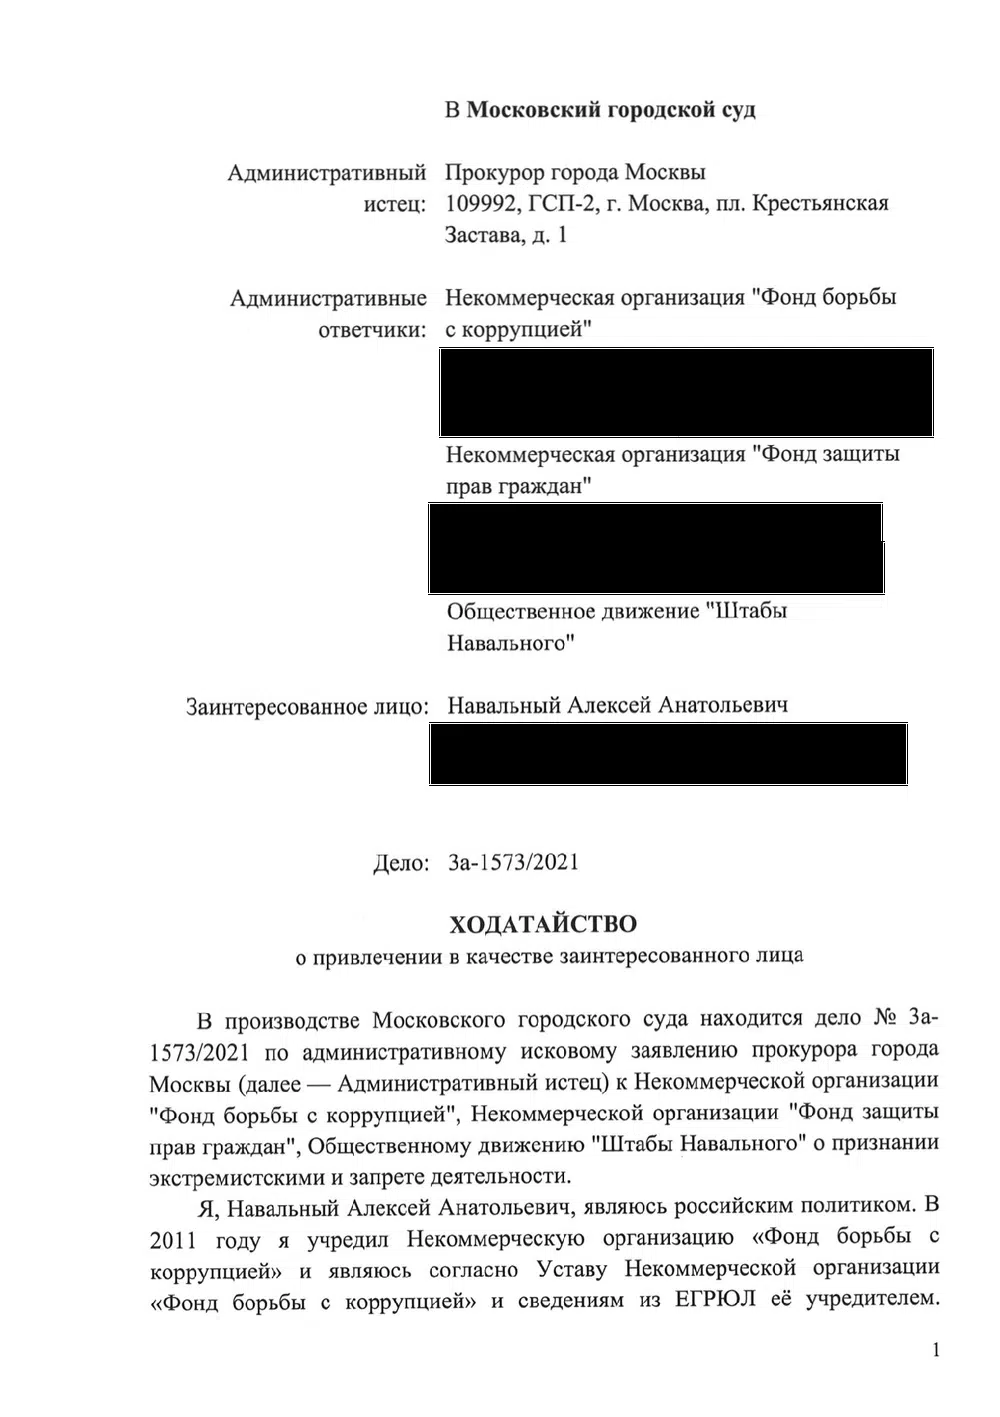 В Московский городской суд
Административный истец:
Прокурор города Москвы
109992, ГСП-2, г. Москва, пл. Крестьянская
Застава, д. 1
Административные ответчики:
Некоммерческая организация "Фонд борьбы
с коррупцией"
Некоммерческая организация "Фонд защиты
прав граждан"
Общественное движение "Штабы
Навального"
Заинтересованное лицо: Навальный Алексей Анатольевич
Дело: 3а-1573/2021
ХОДАТАЙСТВО
о привлечении в качестве заинтересованного лица
В производстве Московского городского суда находится дело № 3а-
1573/2021 по административному исковому заявлению прокурора города
Москвы (далее — Административный истец) к Некоммерческой организации
"Фонд борьбы с коррупцией", Некоммерческой организации "Фонд защиты
прав граждан", Общественному движению "Штабы Навального" о признании
экстремистскими и запрете деятельности.
Я, Навальный Алексей Анатольевич, являюсь российским политиком. В
2011 году я учредил Некоммерческую организацию «Фонд борьбы с
коррупцией» и являюсь согласно Уставу Некоммерческой организации
«Фонд борьбы с коррупцией» и сведениям из ЕГРЮЛ её учредителем.
1